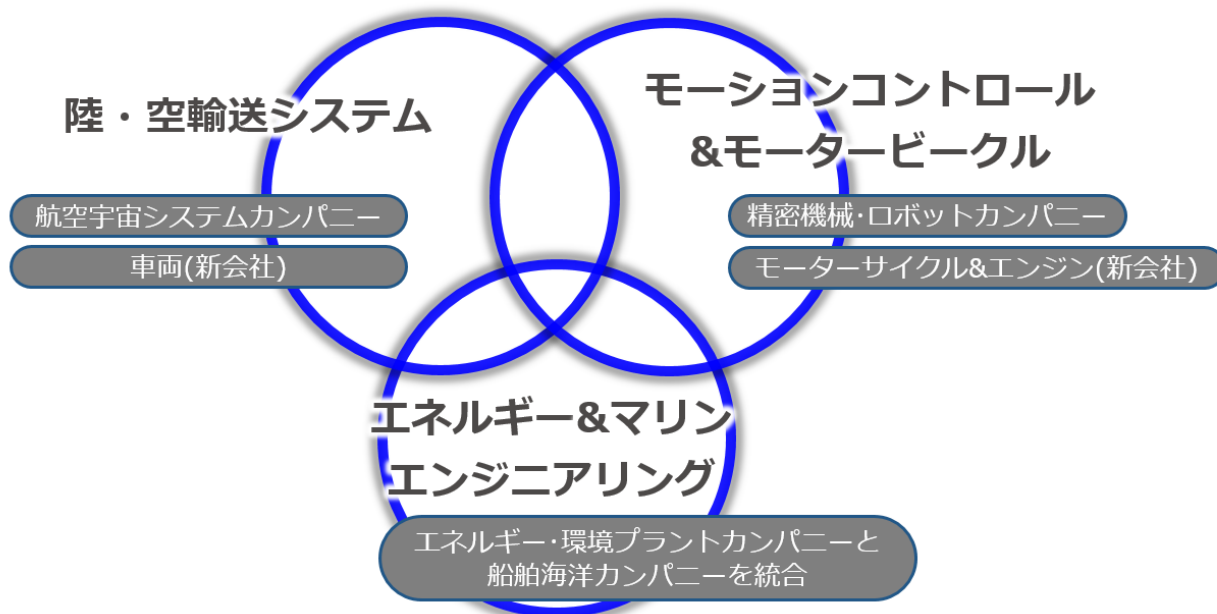 陸・空輸送システム
航空宇宙システムカンパニー
車両(新会社)
モーションコントロール
&モータービークル
精密機械･ロボットカンパニー
モーターサイクル&エンジン(新会社)
エネルギー&マリン
エンジニアリング
エネルギー･環境プラントカンパニーと
船舶海洋カンパニーを統合